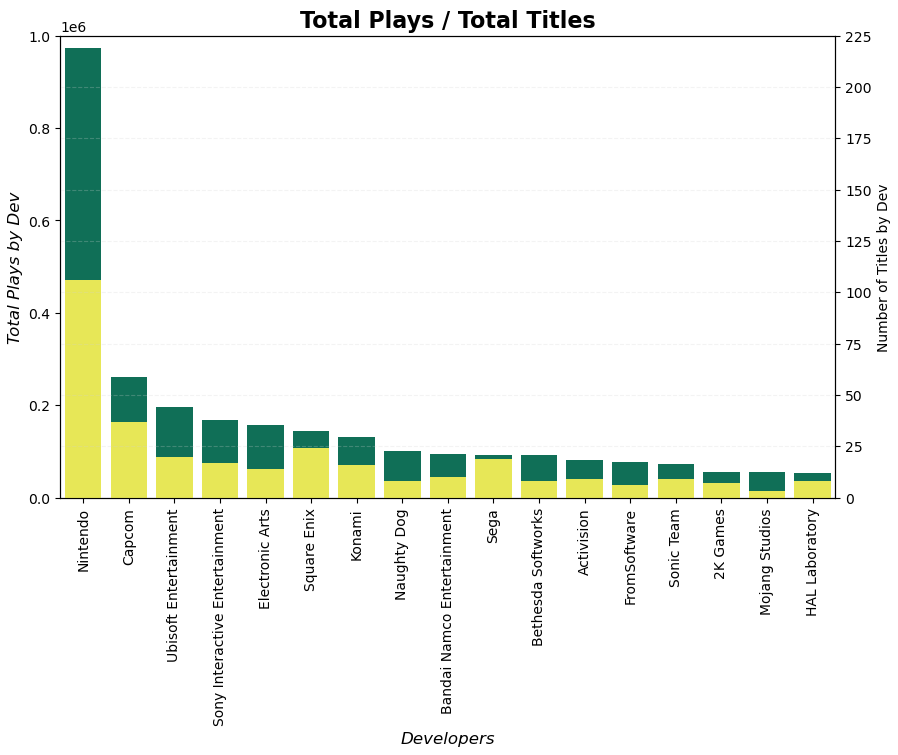 Total Plays / Total Titles
1e6
1.0
0.8
0.6
0.4
0.2
0.0
Total Plays by Dev
225
200
175
150
125
100
75
50
25
0
Number of Titles by Dev
Nintendo
Capcom
Ubisoft Entertainment
Sony Interactive Entertainment
Electronic Arts
Square Enix
Konami
Naughty Dog
Bandai Namco Entertainment
Sega
Bethesda Softworks
Activision
FromSoftware
Sonic Team
2K Games
Mojang Studios
HAL Laboratory
Developers